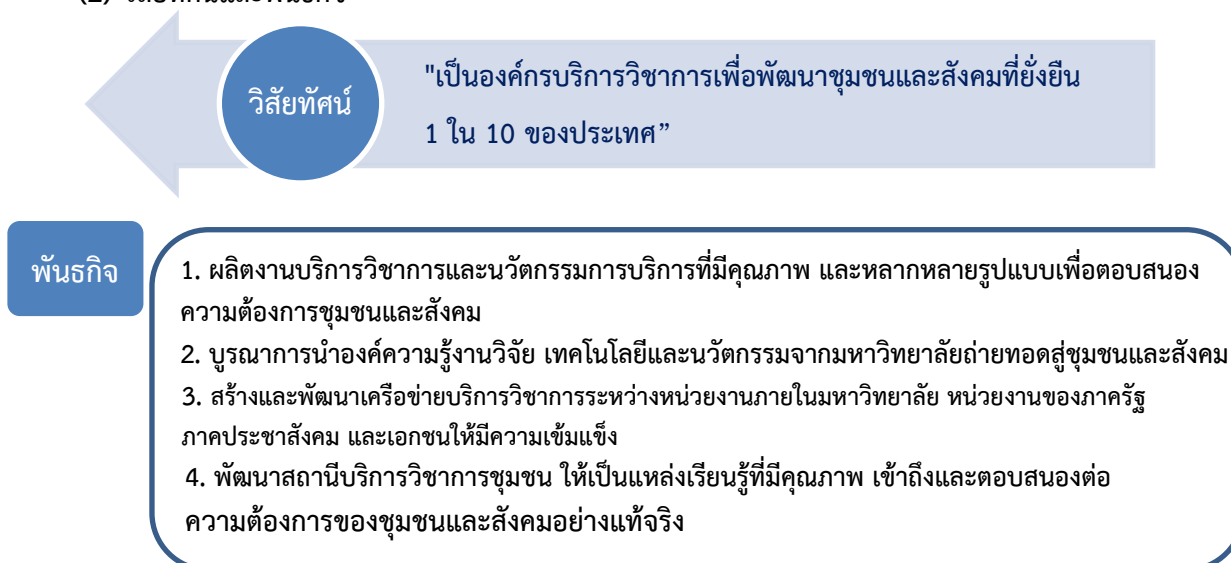 วิสัยทัศน์
"เป็นองค์กรบริการวิชาการเพื่อพัฒนาชุมชนและสังคมที่ยั่งยืน
1 ใน 10 ของประเทศ”
พันธกิจ
1. ผลิตงานบริการวิชาการและนวัตกรรมการบริการที่มีคุณภาพ และหลากหลายรูปแบบเพื่อตอบสนอง
ความต้องการชุมชนและสังคม
2. บูรณาการนำองค์ความรู้งานวิจัย เทคโนโลยีและนวัตกรรมจากมหาวิทยาลัยถ่ายทอดสู่ชุมชนและสังคม
3. สร้างและพัฒนาเครือข่ายบริการวิชาการระหว่างหน่วยงานภายในมหาวิทยาลัย หน่วยงานของภาครัฐ
ภาคประชาสังคม และเอกชนให้มีความเข้มแข็ง
4. พัฒนาสถานีบริการวิชาการชุมชน ให้เป็นแหล่งเรียนรู้ที่มีคุณภาพ เข้าถึงและตอบสนองต่อ
ความต้องการของชุมชนและสังคมอย่างแท้จริง